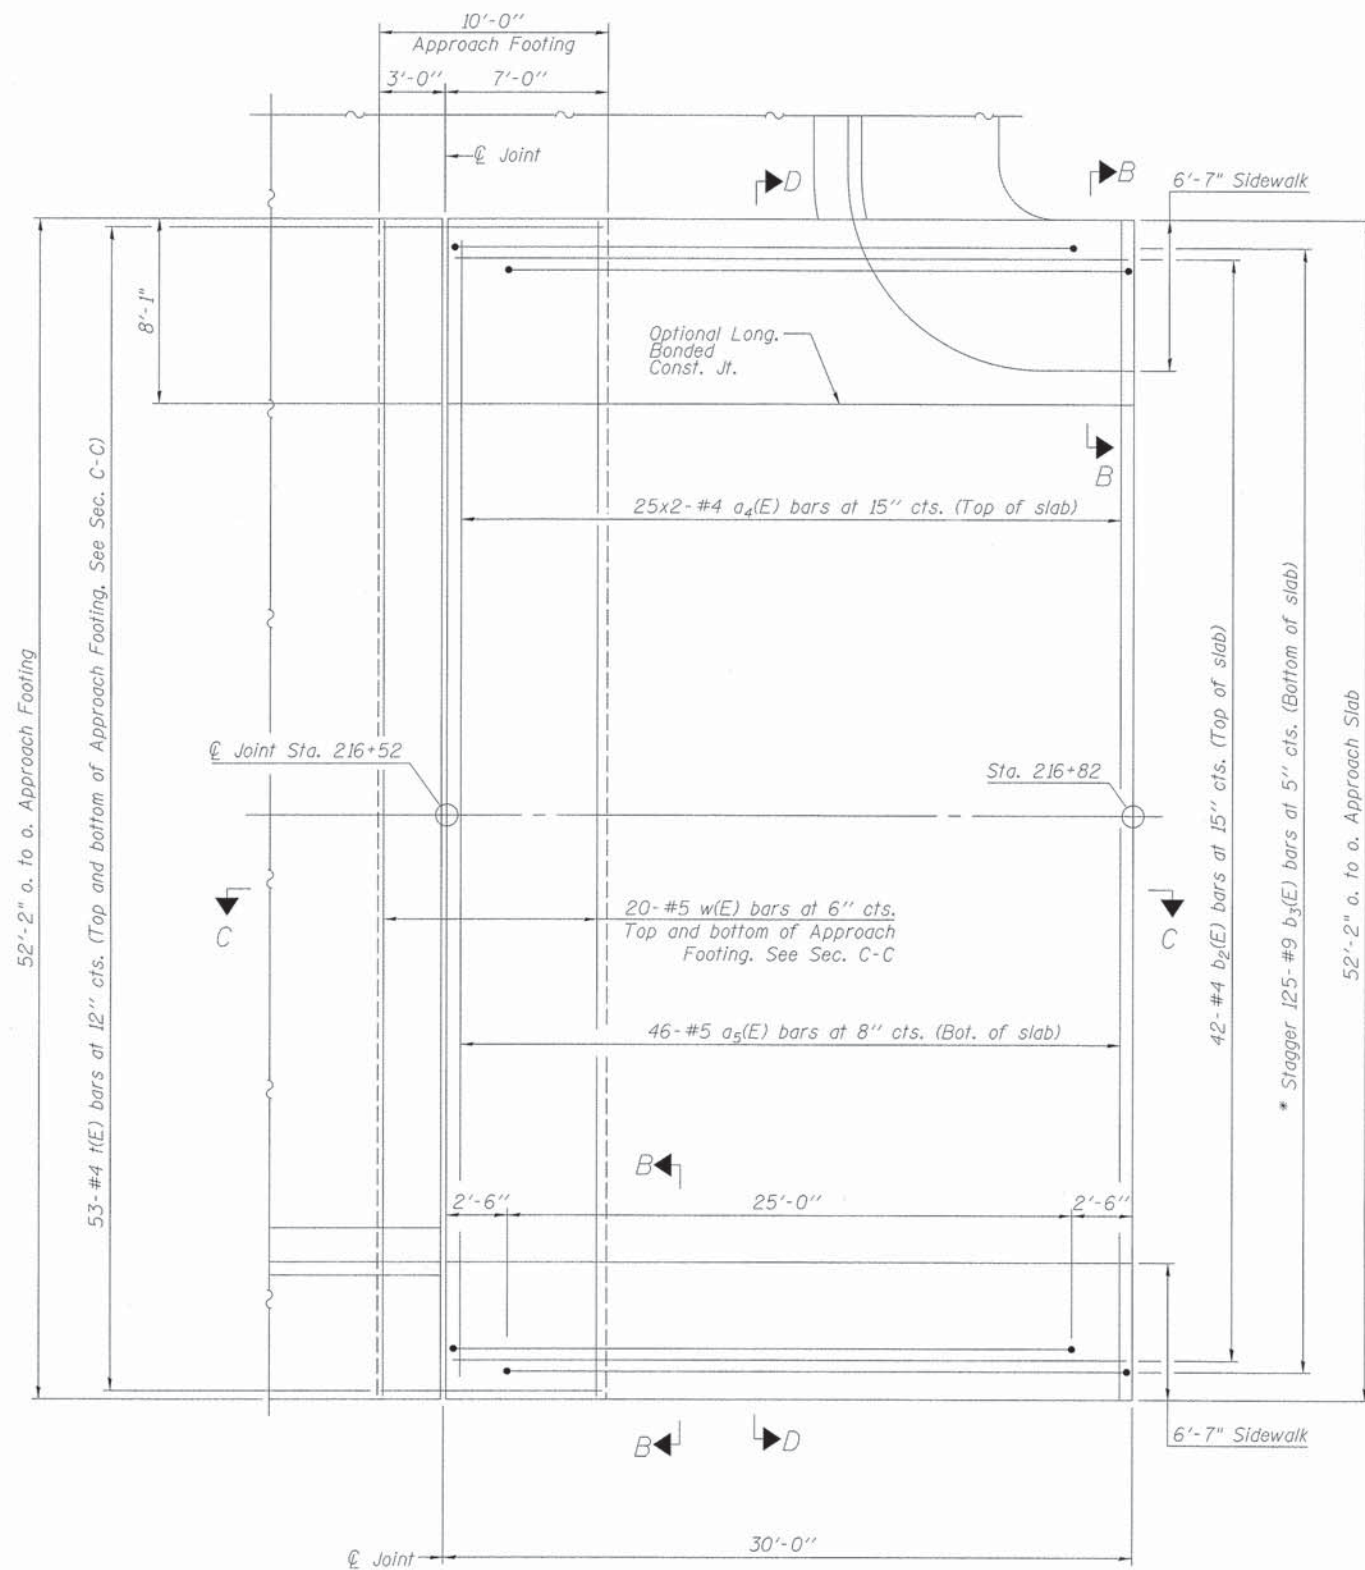 10'-0''
Approach Footing
3'-0''
7'-0''
℄ Joint
D
B
6'-7" Sidewalk
8'-1"
Optional Long.
Bonded
Const. Jt.
B
25x2-#4 a₄(E) bars at 15'' cts. (Top of slab)
52'-2" o. to o. Approach Footing
53-#4 t(E) bars at 12'' cts. (Top and bottom of Approach Footing. See Sec. C-C)
℄ Joint Sta. 216+52
Sta. 216+82
42-#4 b₂(E) bars at 15'' cts. (Top of slab)
* Stagger 125-#9 b₃(E) bars at 5'' cts. (Bottom of slab)
52'-2" o. to o. Approach Slab
C
20-#5 w(E) bars at 6'' cts.
Top and bottom of Approach
Footing. See Sec. C-C
C
46-#5 a₅(E) bars at 8'' cts. (Bot. of slab)
B
2'-6''
25'-0''
2'-6''
B
D
6'-7" Sidewalk
℄ Joint
30'-0''